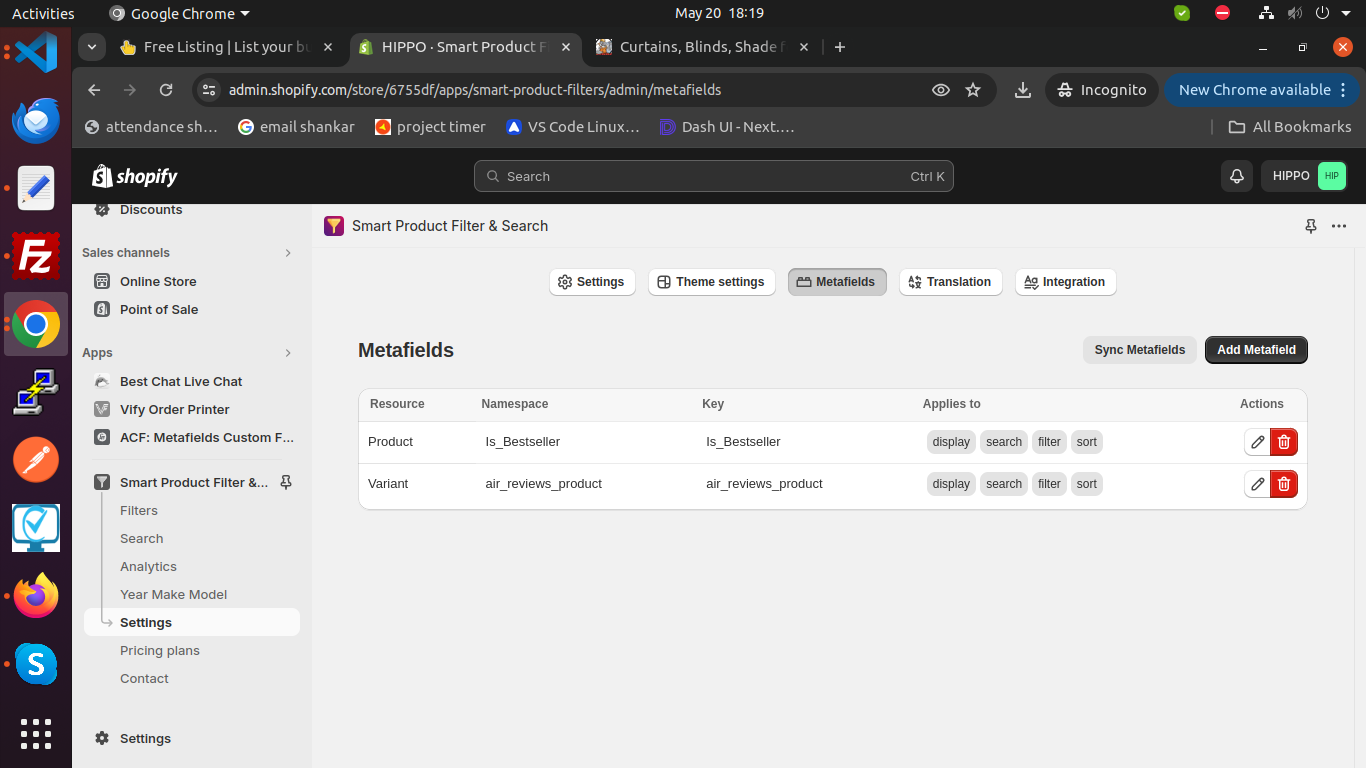 Activities
Google Chrome
May 20 18:19
Free Listing | List your bu
HIPPO · Smart Product F
Curtains, Blinds, Shade f
admin.shopify.com/store/6755df/apps/smart-product-filters/admin/metafields
Incognito
New Chrome available
attendance sh…
email shankar
project timer
VS Code Linux…
Dash UI - Next.…
All Bookmarks
shopify
Search
Ctrl K
HIPPO
HIP
Discounts
Sales channels
Online Store
Point of Sale
Apps
Best Chat Live Chat
Vify Order Printer
ACF: Metafields Custom F...
Smart Product Filter &...
Filters
Search
Analytics
Year Make Model
Settings
Pricing plans
Contact
Settings
Smart Product Filter & Search
Settings
Theme settings
Metafields
Translation
Integration
Metafields
Sync Metafields
Add Metafield
Resource Namespace Key Applies to Actions
Product Is_Bestseller Is_Bestseller display search filter sort
Variant air_reviews_product air_reviews_product display search filter sort